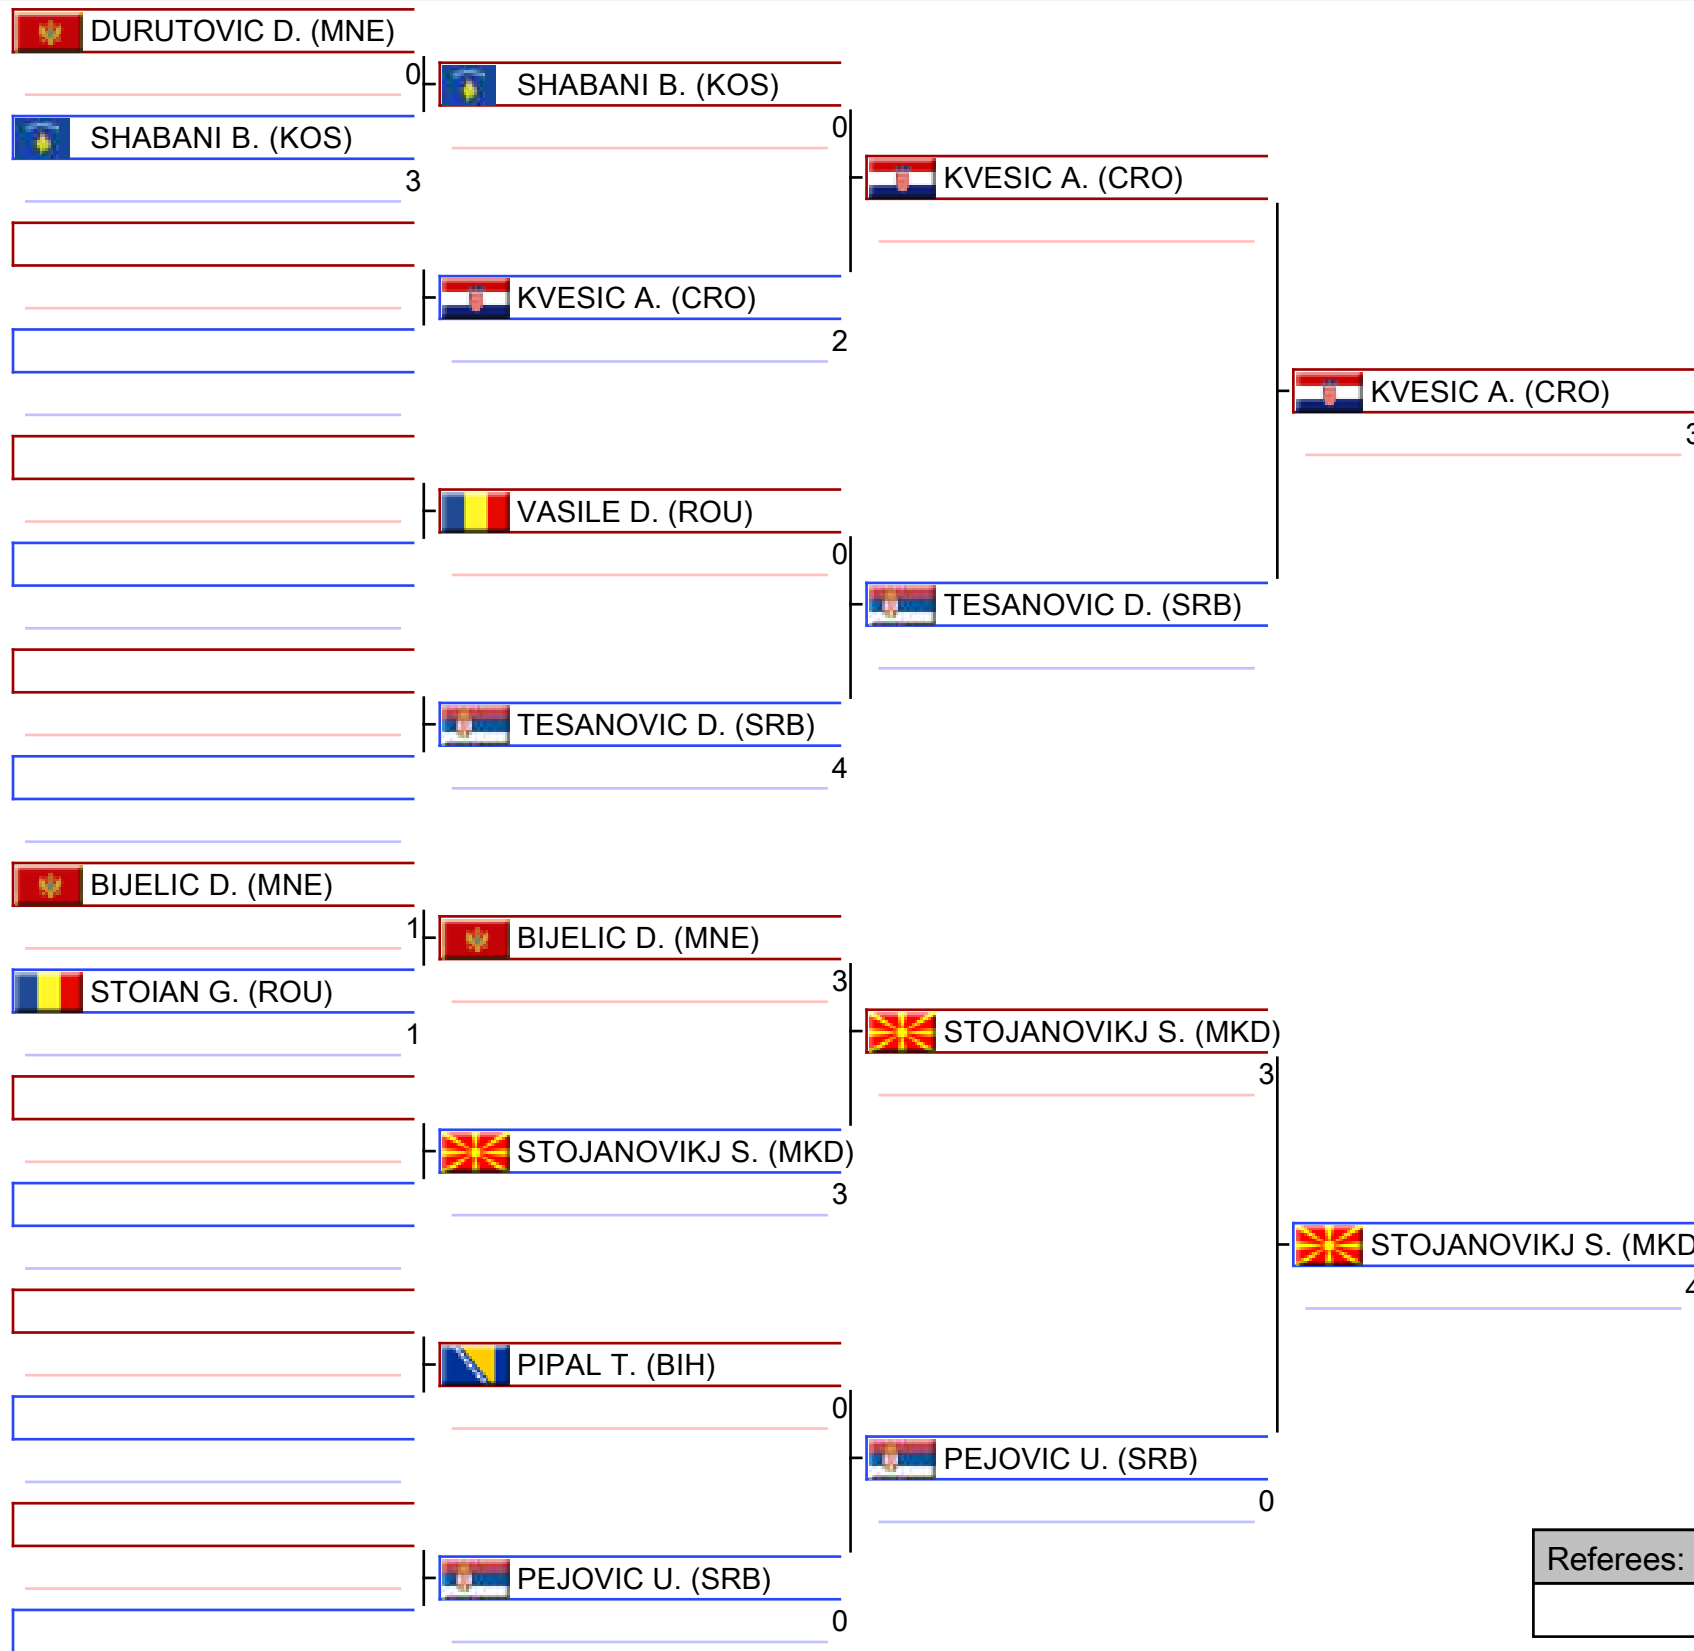 DURUTOVIC D. (MNE)
0
SHABANI B. (KOS)
3
SHABANI B. (KOS)
0
KVESIC A. (CRO)
2
KVESIC A. (CRO)
VASILE D. (ROU)
0
TESANOVIC D. (SRB)
4
TESANOVIC D. (SRB)
KVESIC A. (CRO)
3
BIJELIC D. (MNE)
1
STOIAN G. (ROU)
1
BIJELIC D. (MNE)
3
STOJANOVIKJ S. (MKD)
3
STOJANOVIKJ S. (MKD)
3
PIPAL T. (BIH)
0
PEJOVIC U. (SRB)
0
PEJOVIC U. (SRB)
0
STOJANOVIKJ S. (MKD
4
Referees: